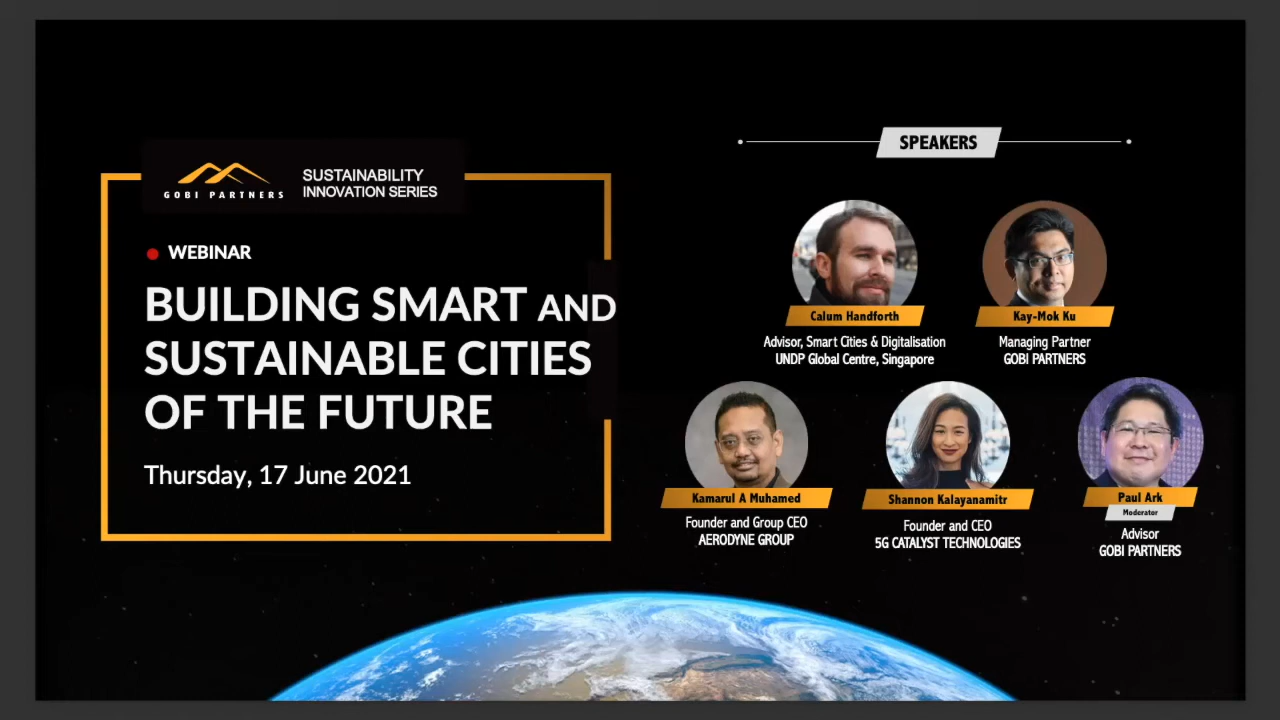 GOBI PARTNERS
SUSTAINABILITY
INNOVATION SERIES
WEBINAR
BUILDING SMART AND
SUSTAINABLE CITIES
OF THE FUTURE
Thursday, 17 June 2021
SPEAKERS
Calum Handforth
Advisor, Smart Cities & Digitalisation
UNDP Global Centre, Singapore
Kay-Mok Ku
Managing Partner
GOBI PARTNERS
Kamarul A Muhamed
Founder and Group CEO
AERODYNE GROUP
Shannon Kalayanamitr
Founder and CEO
5G CATALYST TECHNOLOGIES
Paul Ark
Moderator
Advisor
GOBI PARTNERS